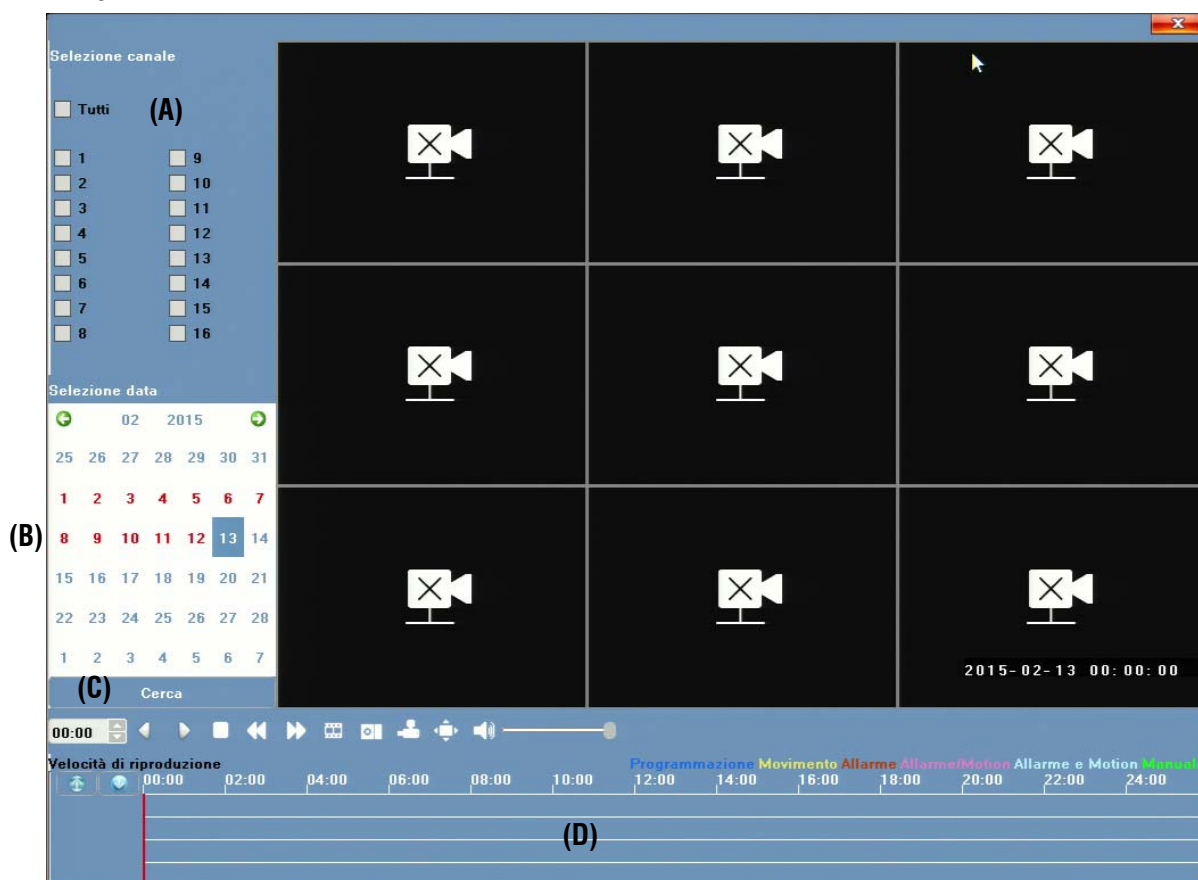 Selezione canale
Tutti (A)
1 9
2 10
3 11
4 12
5 13
6 14
7 15
8 16
Selezione data
02 2015
25 26 27 28 29 30 31
1 2 3 4 5 6 7
(B) 8 9 10 11 12 13 14
15 16 17 18 19 20 21
22 23 24 25 26 27 28
1 2 3 4 5 6 7
2015-02-13 00:00:00
(C) Cerca
00:00
Velocità di riproduzione Programmazione Movimento Allarme Allarme/Motion Allarme e Motion Manual
00:00 02:00 04:00 06:00 08:00 10:00 12:00 14:00 16:00 18:00 20:00 22:00 24:00
(D)